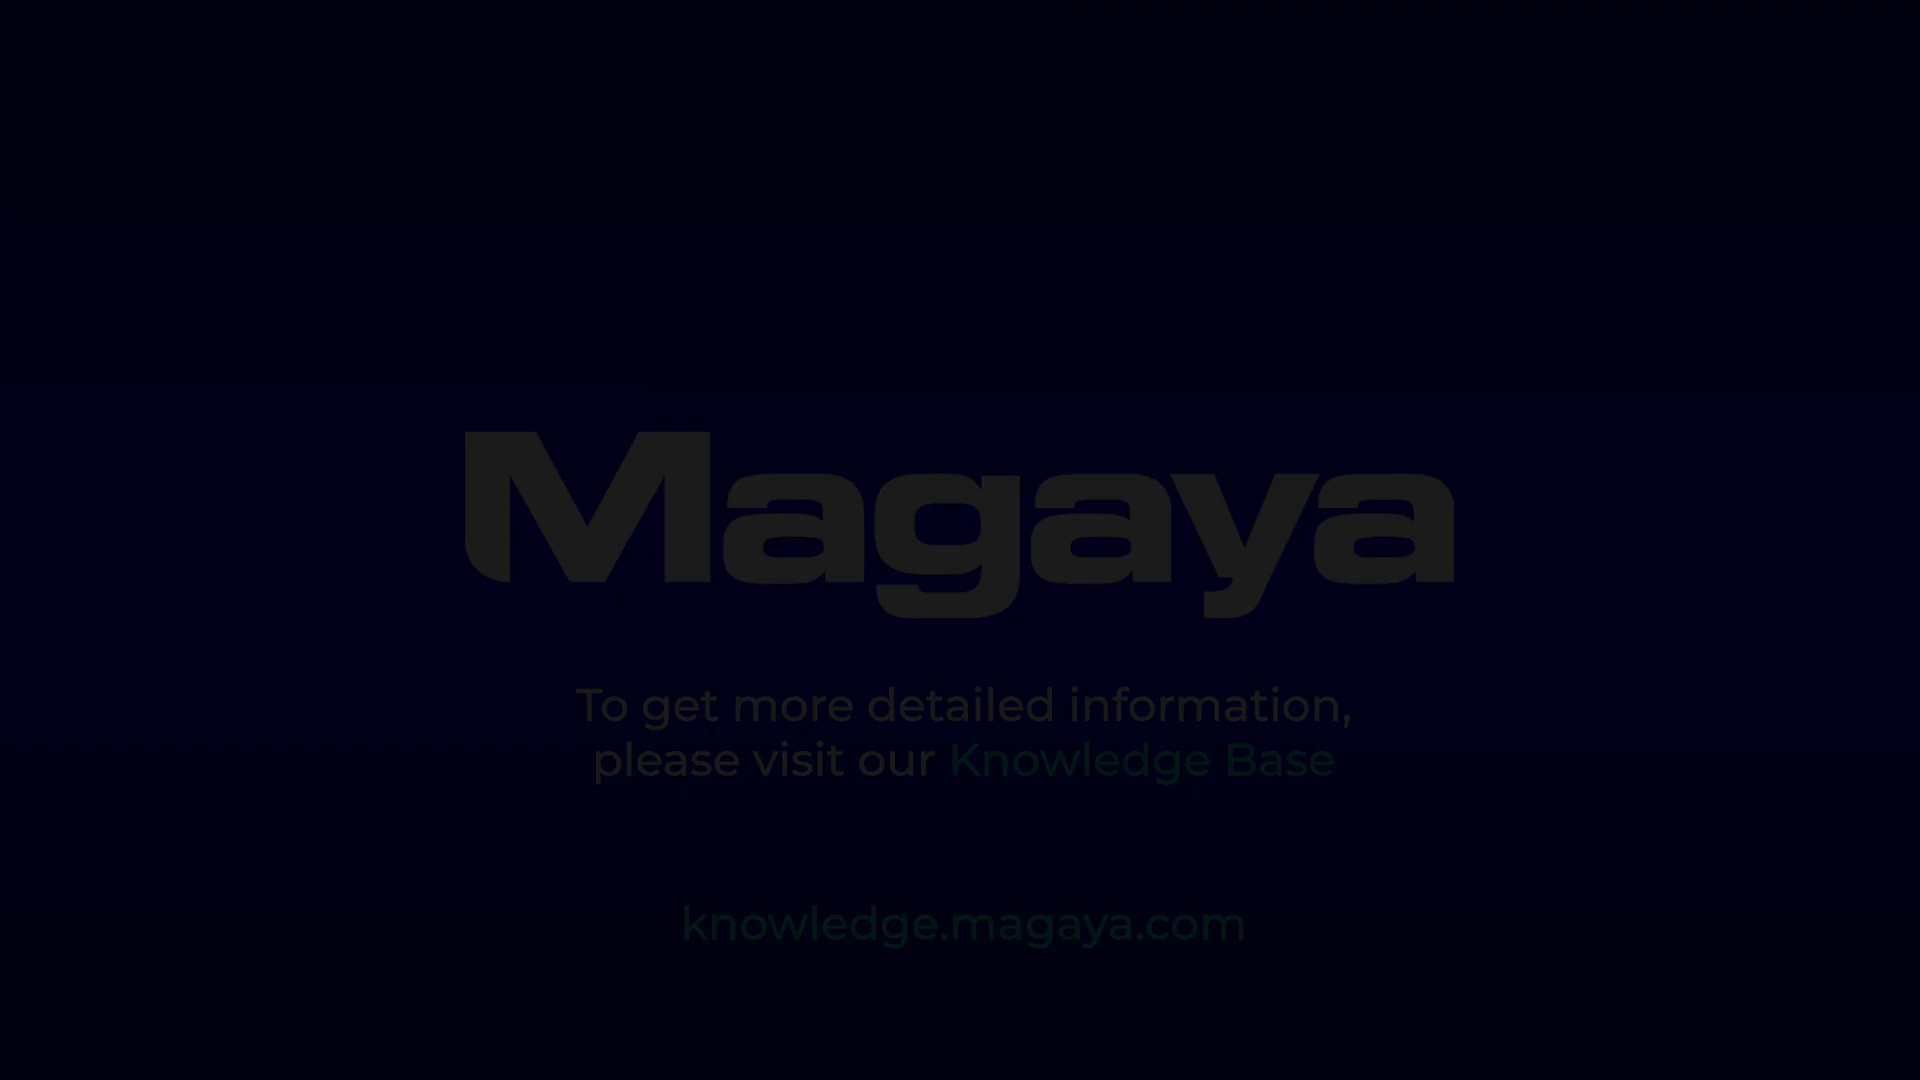 Magaya
To get more detailed information,
please visit our Knowledge Base
knowledge.magaya.com